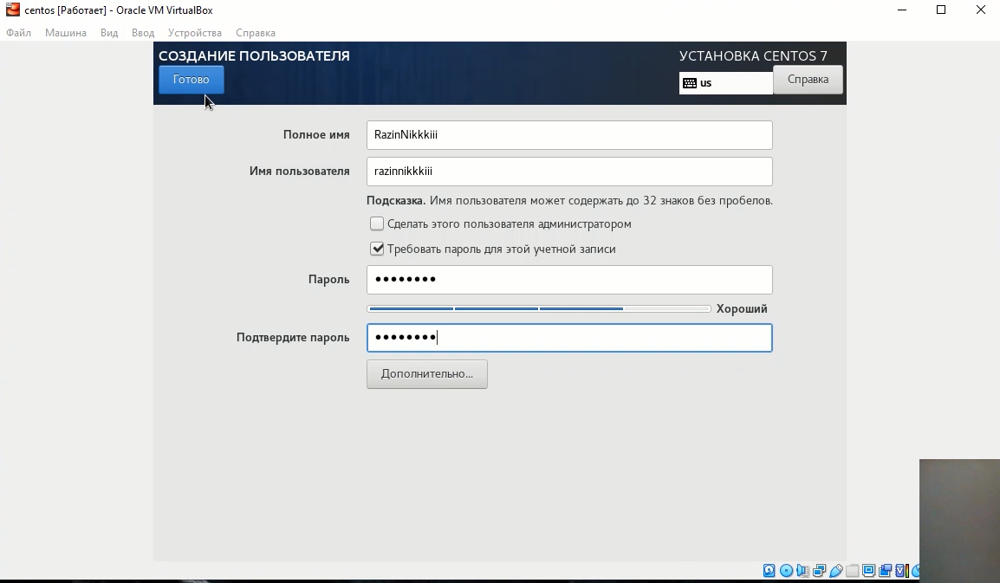 centos [Работает] - Oracle VM VirtualBox
Файл Машина Вид Ввод Устройства Справка
СОЗДАНИЕ ПОЛЬЗОВАТЕЛЯ
УСТАНОВКА CENTOS 7
Готово
us
Справка
Полное имя
RazinNikkkiii
Имя пользователя
razinnikkkiii
Подсказка. Имя пользователя может содержать до 32 знаков без пробелов.
Сделать этого пользователя администратором
Требовать пароль для этой учетной записи
Пароль
••••••••
Хороший
Подтвердите пароль
••••••••
Дополнительно...